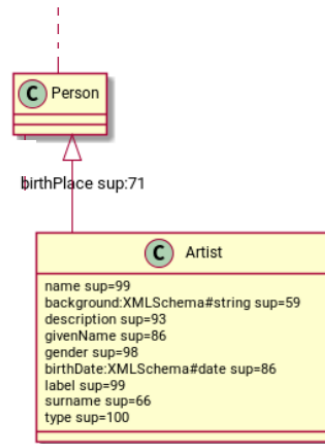 C Person
birthPlace sup:71
C Artist
name sup=99
background:XMLSchema#string sup=59
description sup=93
givenName sup=86
gender sup=98
birthDate:XMLSchema#date sup=86
label sup=99
surname sup=66
type sup=100